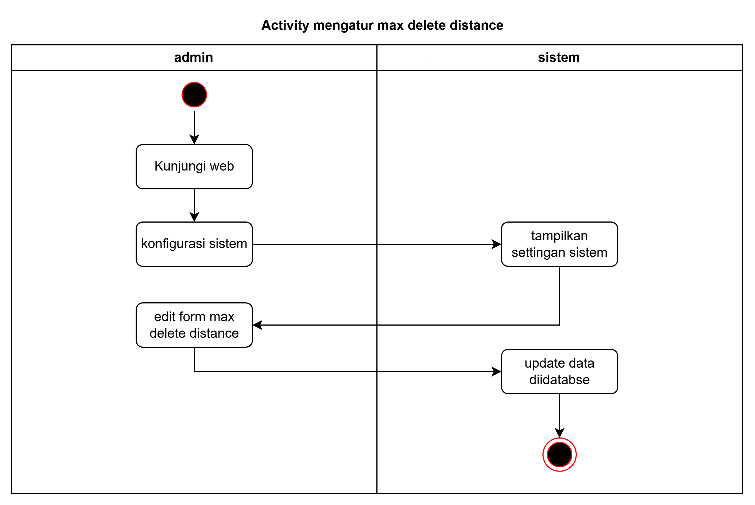 Activity mengatur max delete distance
admin
sistem
Kunjungi web
konfigurasi sistem
tampilkan
settingan sistem
edit form max
delete distance
update data
diidatabse